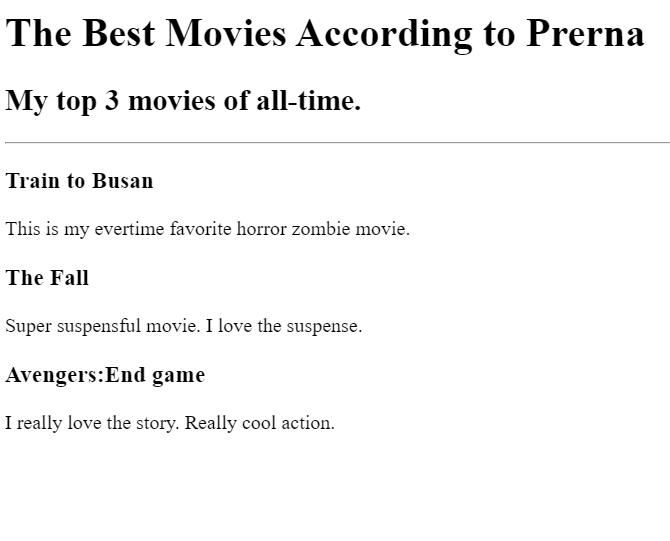 The Best Movies According to Prerna
My top 3 movies of all-time.
Train to Busan
This is my evertime favorite horror zombie movie.
The Fall
Super suspensful movie. I love the suspense.
Avengers:End game
I really love the story. Really cool action.